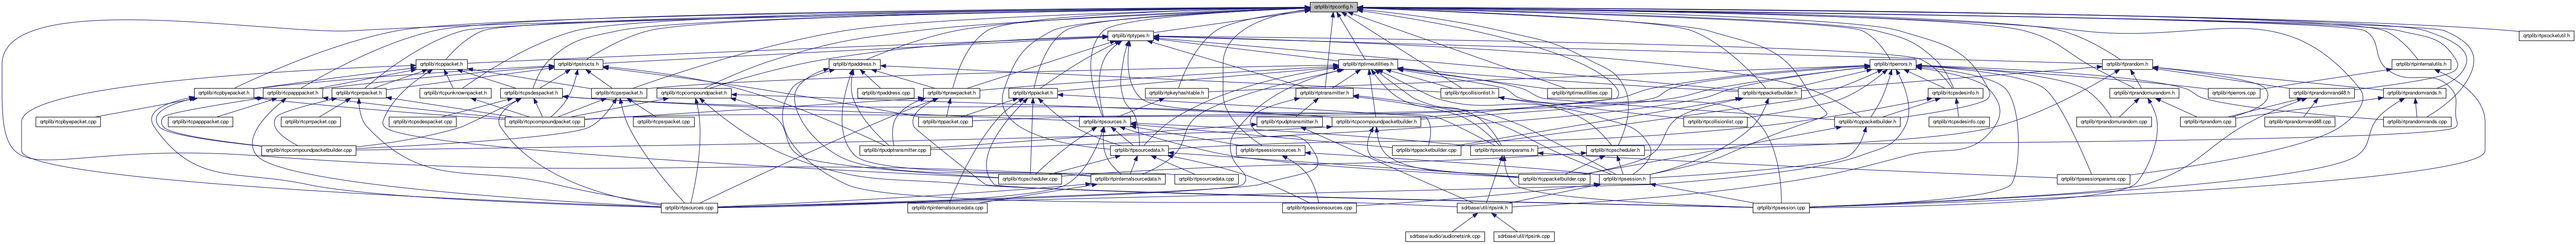 qrtplib/rtpconfig.h
qrtplib/rtptypes.h
qrtplib/rtpsocketutil.h
qrtplib/rtcppacket.h
qrtplib/rtpstructs.h
qrtplib/rtpaddress.h
qrtplib/rtptimeutilities.h
qrtplib/rtperrors.h
qrtplib/rtprandom.h
qrtplib/rtpinternalutils.h
qrtplib/rtcpbyepacket.h
qrtplib/rtcpapppacket.h
qrtplib/rtcprrpacket.h
qrtplib/rtcpunknownpacket.h
qrtplib/rtcpsdespacket.h
qrtplib/rtcpsrpacket.h
qrtplib/rtcpcompoundpacket.h
qrtplib/rtpaddress.cpp
qrtplib/rtprawpacket.h
qrtplib/rtppacket.h
qrtplib/rtpkeyhashtable.h
qrtplib/rtptransmitter.h
qrtplib/rtpcollisionlist.h
qrtplib/rtptimeutilities.cpp
qrtplib/rtppacketbuilder.h
qrtplib/rtcpsdesinfo.h
qrtplib/rtprandomurandom.h
qrtplib/rtperrors.cpp
qrtplib/rtprandomrand48.h
qrtplib/rtprandomrands.h
qrtplib/rtcpbyepacket.cpp
qrtplib/rtcpapppacket.cpp
qrtplib/rtcprrpacket.cpp
qrtplib/rtcpsdespacket.cpp
qrtplib/rtcpcompoundpacket.cpp
qrtplib/rtcpsrpacket.cpp
qrtplib/rtppacket.cpp
qrtplib/rtpsources.h
qrtplib/rtpudptransmitter.h
qrtplib/rtcpcompoundpacketbuilder.h
qrtplib/rtpcollisionlist.cpp
qrtplib/rtcppacketbuilder.h
qrtplib/rtcpsdesinfo.cpp
qrtplib/rtprandomurandom.cpp
qrtplib/rtprandom.cpp
qrtplib/rtprandomrand48.cpp
qrtplib/rtprandomrands.cpp
qrtplib/rtcpcompoundpacketbuilder.cpp
qrtplib/rtpudptransmitter.cpp
qrtplib/rtpsourcedata.h
qrtplib/rtpsessionsources.h
qrtplib/rtppacketbuilder.cpp
qrtplib/rtpsessionparams.h
qrtplib/rtcpscheduler.h
qrtplib/rtcpscheduler.cpp
qrtplib/rtpinternalsourcedata.h
qrtplib/rtpsourcedata.cpp
qrtplib/rtcppacketbuilder.cpp
qrtplib/rtpsession.h
qrtplib/rtpsessionparams.cpp
qrtplib/rtpsources.cpp
qrtplib/rtpinternalsourcedata.cpp
qrtplib/rtpsessionsources.cpp
sdrbase/util/rtpsink.h
qrtplib/rtpsession.cpp
sdrbase/audio/audionetsink.cpp
sdrbase/util/rtpsink.cpp